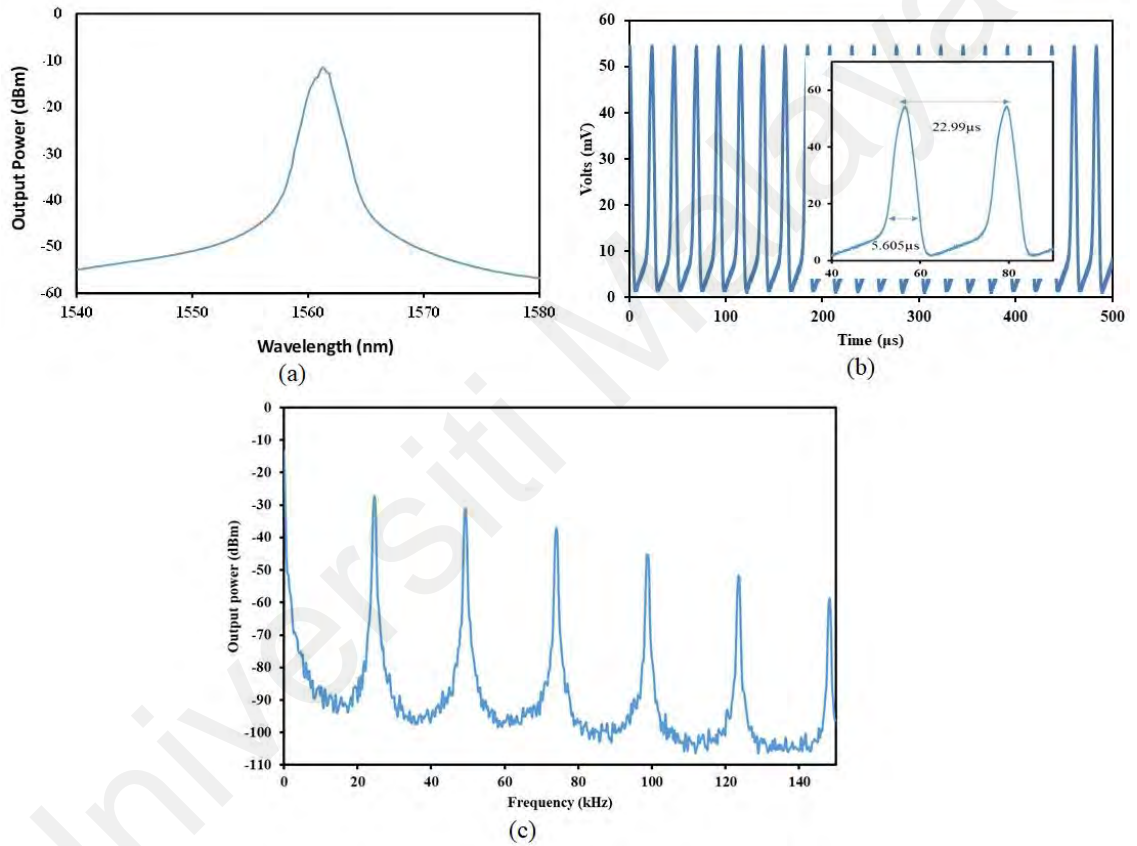 0
-10
-20
-30
-40
-50
-60
1540 1550 1560 1570 1580
Output Power (dBm)
Wavelength (nm)
(a)
60
50
40
30
20
10
0
0 100 200 300 400 500
Volts (mV)
Time (µs)
60
40
20
0
40 60 80
22.99µs
5.605µs
(b)
0
-10
-20
-30
-40
-50
-60
-70
-80
-90
-100
-110
0 20 40 60 80 100 120 140
Output power (dBm)
Frequency (kHz)
(c)
Universiti Malaya